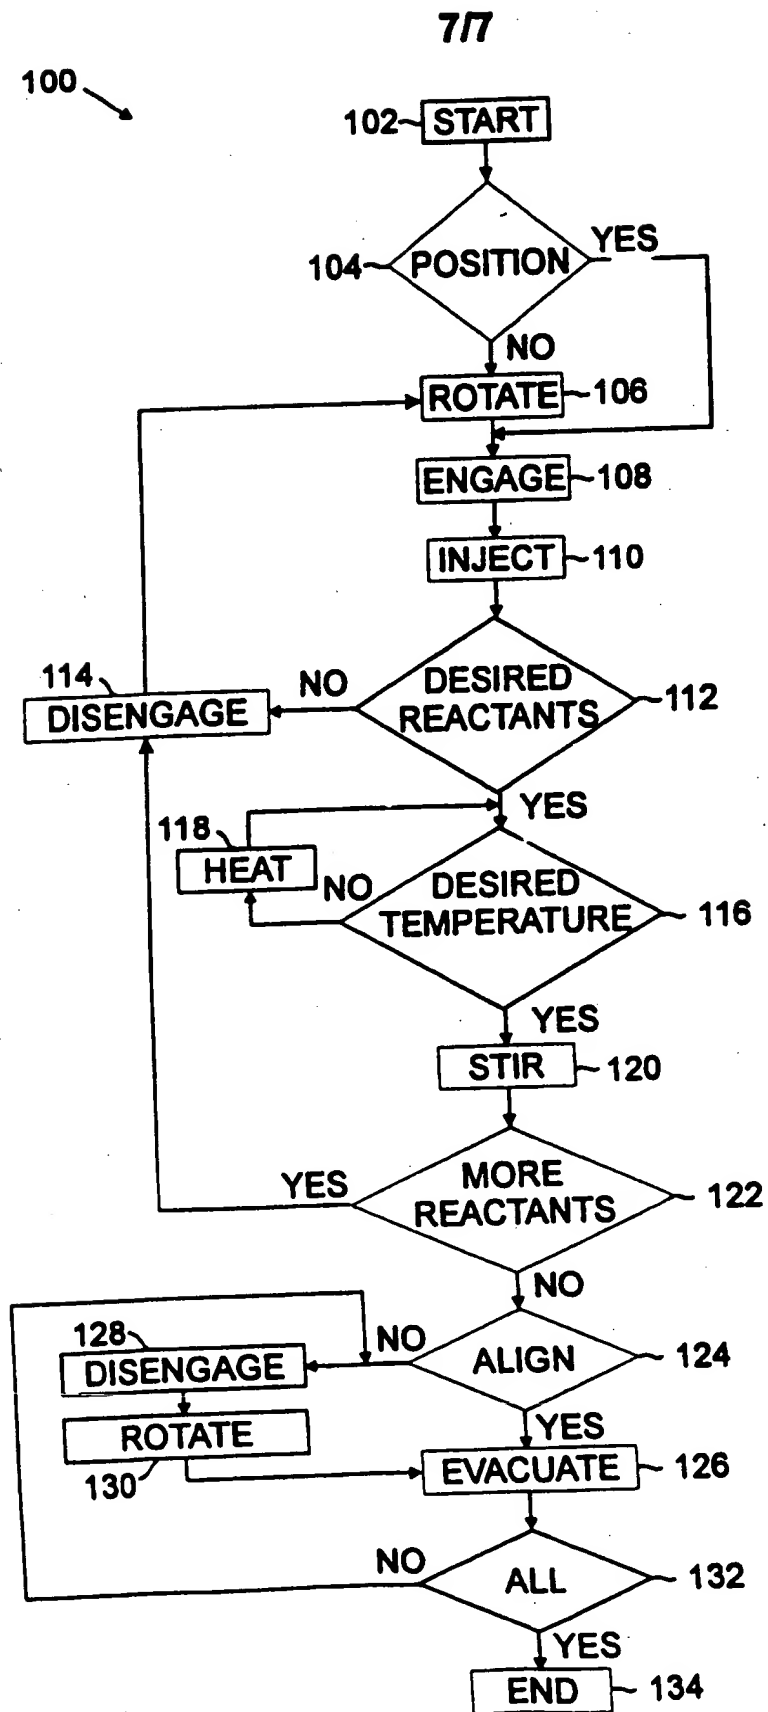 7/7
100
102 START
104 POSITION YES
NO
ROTATE 106
ENGAGE 108
INJECT 110
114
DISENGAGE NO DESIRED
REACTANTS 112
YES
118
HEAT NO DESIRED
TEMPERATURE 116
YES
STIR 120
YES MORE
REACTANTS 122
NO
128
DISENGAGE NO ALIGN 124
YES
ROTATE
130
EVACUATE 126
NO ALL 132
YES
END 134